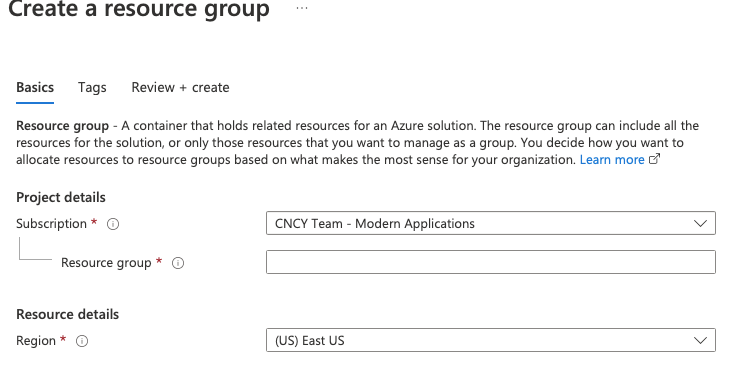 Create a resource group
Basics Tags Review + create
Resource group - A container that holds related resources for an Azure solution. The resource group can include all the
resources for the solution, or only those resources that you want to manage as a group. You decide how you want to
allocate resources to resource groups based on what makes the most sense for your organization. Learn more
Project details
Subscription * CNCY Team - Modern Applications
Resource group *
Resource details
Region * (US) East US